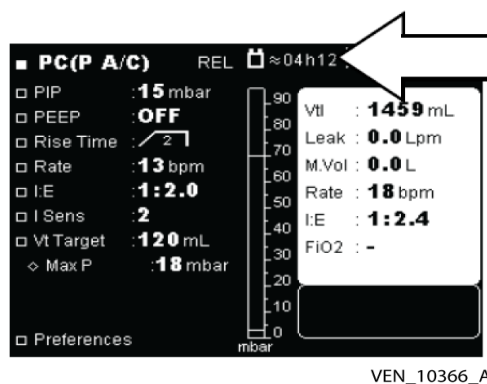 PC(P A/C) REL ≈04h12
PIP :15 mbar
PEEP :OFF
Rise Time : 2
Rate :13 bpm
I:E :1:2.0
I Sens :2
Vt Target :120 mL
Max P :18 mbar
Preferences
90
80
70
60
50
40
30
20
10
0
mbar
VtI : 1459 mL
Leak : 0.0 Lpm
M.Vol : 0.0 L
Rate : 18 bpm
I:E : 1:2.4
FiO2 : -
VEN_10366_A